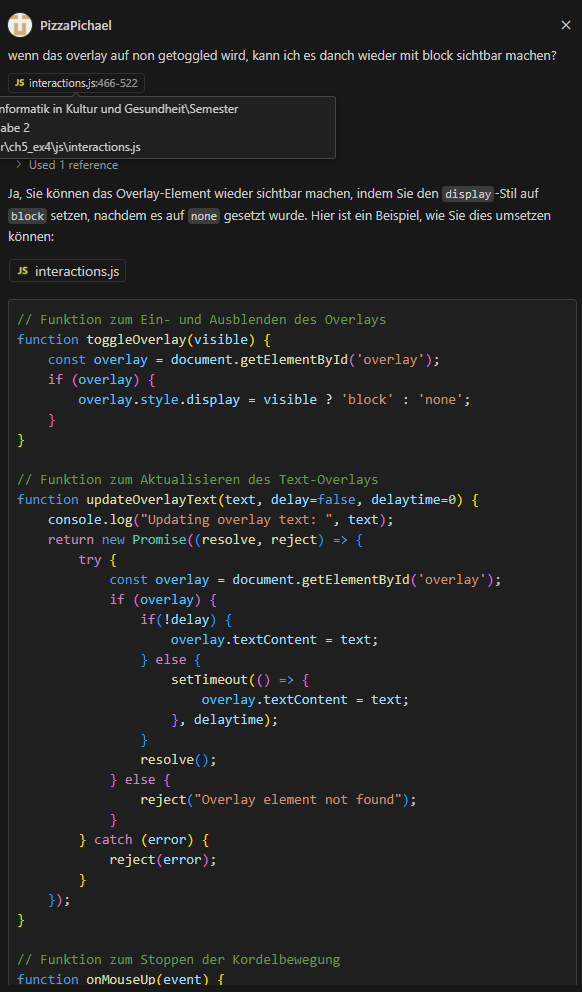 PizzaPichael
wenn das overlay auf non getoggled wird, kann ich es danch wieder mit block sichtbar machen?
JS interactions.js:466-522
nformatik in Kultur und Gesundheit\Semester
abe 2
r\ch5_ex4\js\interactions.js
> Used 1 reference
Ja, Sie können das Overlay-Element wieder sichtbar machen, indem Sie den display-Stil auf
block setzen, nachdem es auf none gesetzt wurde. Hier ist ein Beispiel, wie Sie dies umsetzen
können:
JS interactions.js
// Funktion zum Ein- und Ausblenden des Overlays
function toggleOverlay(visible) {
    const overlay = document.getElementById('overlay');
    if (overlay) {
        overlay.style.display = visible ? 'block' : 'none';
    }
}
// Funktion zum Aktualisieren des Text-Overlays
function updateOverlayText(text, delay=false, delaytime=0) {
    console.log("Updating overlay text: ", text);
    return new Promise((resolve, reject) => {
        try {
            const overlay = document.getElementById('overlay');
            if (overlay) {
                if(!delay) {
                    overlay.textContent = text;
                } else {
                    setTimeout(() => {
                        overlay.textContent = text;
                    }, delaytime);
                }
                resolve();
            } else {
                reject("Overlay element not found");
            }
        } catch (error) {
            reject(error);
        }
    });
}
// Funktion zum Stoppen der Kordelbewegung
function onMouseUp(event) {